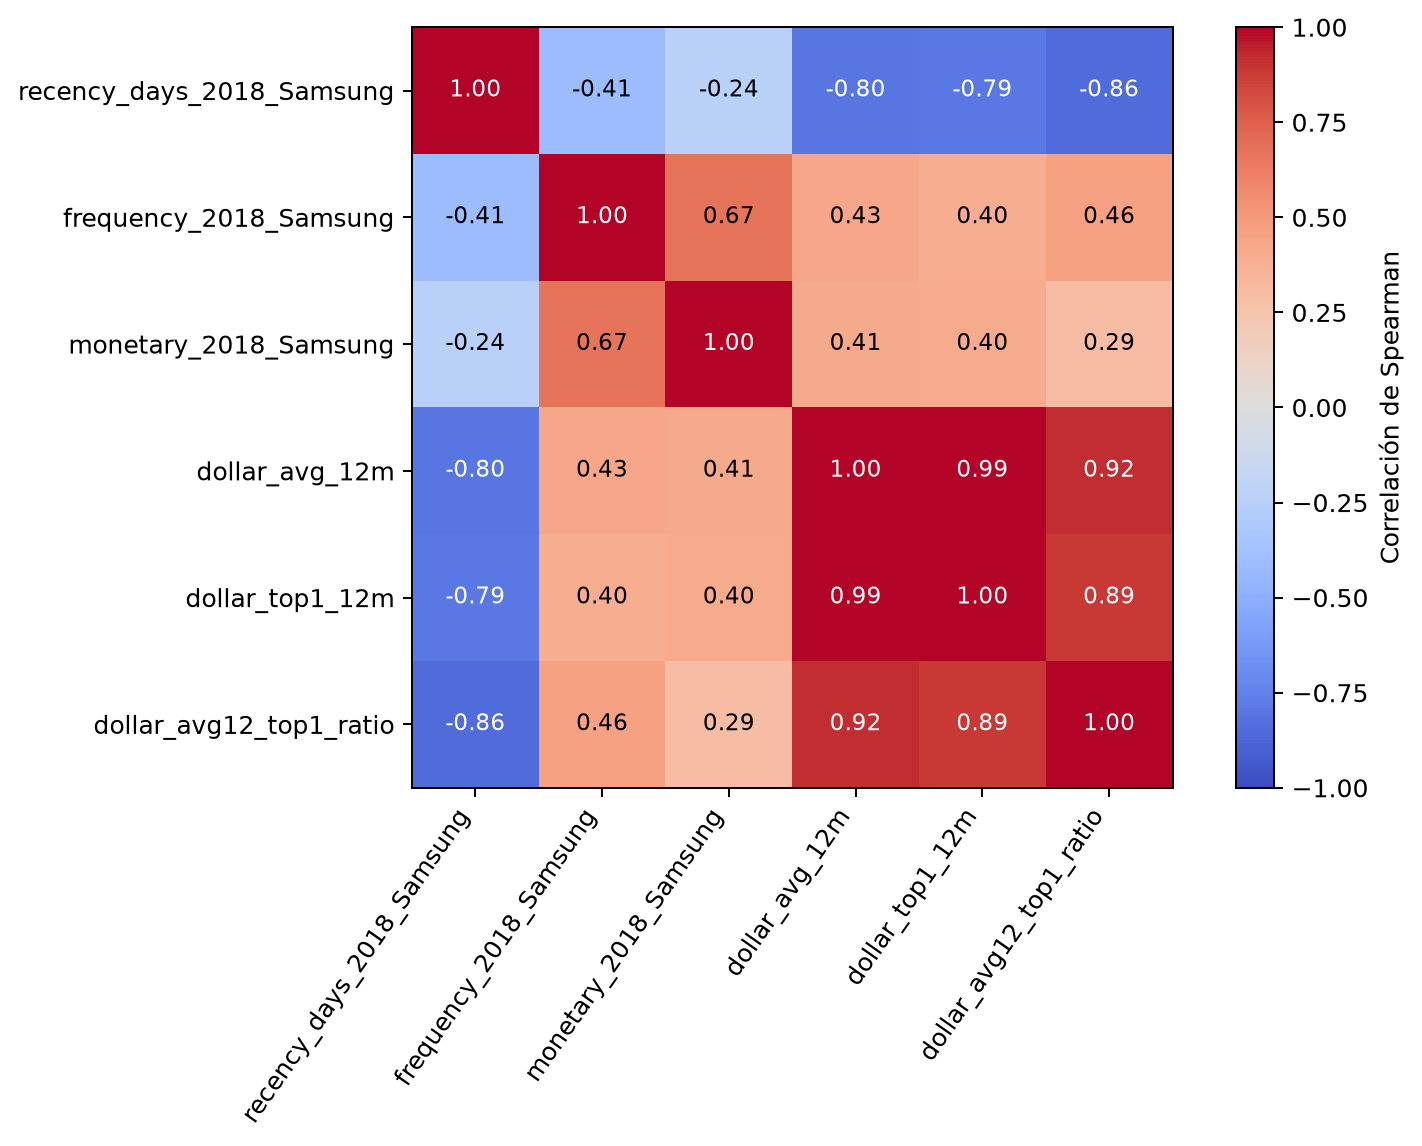 recency_days_2018_Samsung 1.00 -0.41 -0.24 -0.80 -0.79 -0.86
frequency_2018_Samsung -0.41 1.00 0.67 0.43 0.40 0.46
monetary_2018_Samsung -0.24 0.67 1.00 0.41 0.40 0.29
dollar_avg_12m -0.80 0.43 0.41 1.00 0.99 0.92
dollar_top1_12m -0.79 0.40 0.40 0.99 1.00 0.89
dollar_avg12_top1_ratio -0.86 0.46 0.29 0.92 0.89 1.00
recency_days_2018_Samsung
frequency_2018_Samsung
monetary_2018_Samsung
dollar_avg_12m
dollar_top1_12m
dollar_avg12_top1_ratio
1.00
0.75
0.50
0.25
0.00
−0.25
−0.50
−0.75
−1.00
Correlación de Spearman